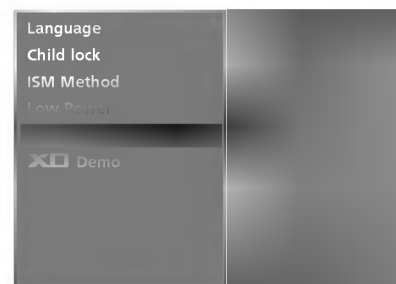 Language
Child lock
ISM Method
Low Power
XD Demo